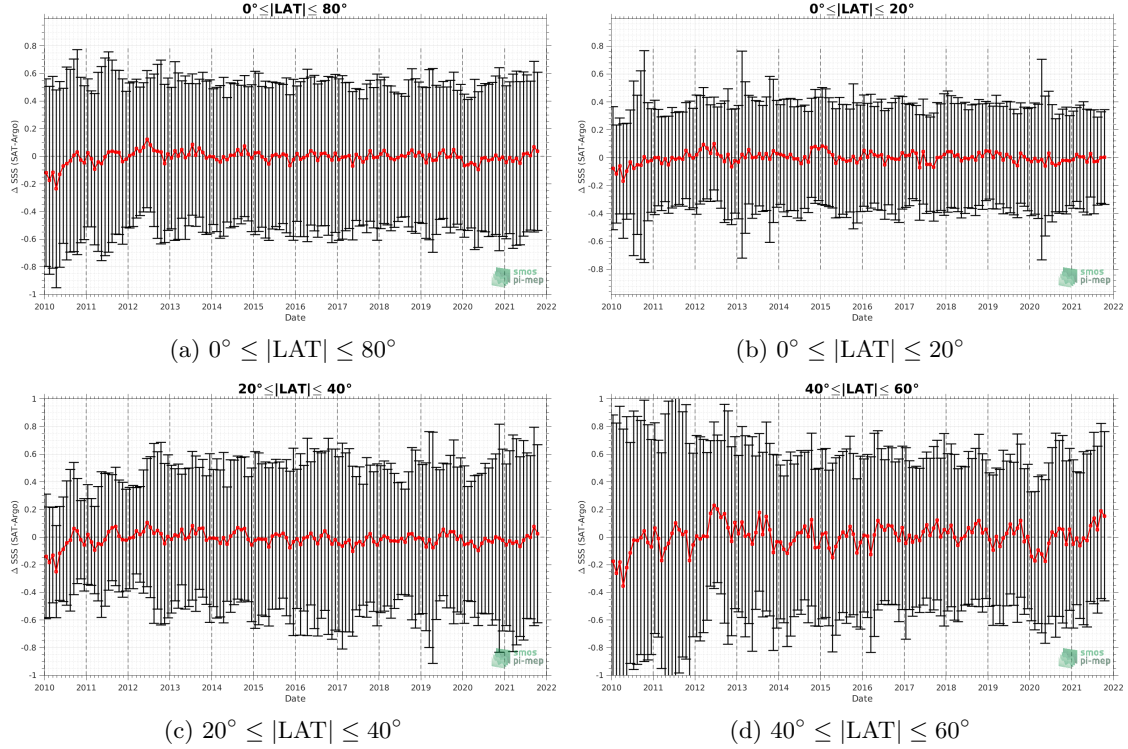 0°≤|LAT|≤ 80°
Δ SSS (SAT-Argo)
0.8
0.6
0.4
0.2
0
-0.2
-0.4
-0.6
-0.8
-1
2010 2011 2012 2013 2014 2015 2016 2017 2018 2019 2020 2021 2022
Date
smos
pi-mep
(a) 0° ≤ |LAT| ≤ 80°
0°≤|LAT|≤ 20°
Δ SSS (SAT-Argo)
0.8
0.6
0.4
0.2
0
-0.2
-0.4
-0.6
-0.8
2010 2011 2012 2013 2014 2015 2016 2017 2018 2019 2020 2021 2022
Date
smos
pi-mep
(b) 0° ≤ |LAT| ≤ 20°
20°≤|LAT|≤ 40°
Δ SSS (SAT-Argo)
1
0.8
0.6
0.4
0.2
0
-0.2
-0.4
-0.6
-0.8
-1
2010 2011 2012 2013 2014 2015 2016 2017 2018 2019 2020 2021 2022
Date
smos
pi-mep
(c) 20° ≤ |LAT| ≤ 40°
40°≤|LAT|≤ 60°
Δ SSS (SAT-Argo)
1
0.8
0.6
0.4
0.2
0
-0.2
-0.4
-0.6
-0.8
-1
2010 2011 2012 2013 2014 2015 2016 2017 2018 2019 2020 2021 2022
Date
smos
pi-mep
(d) 40° ≤ |LAT| ≤ 60°